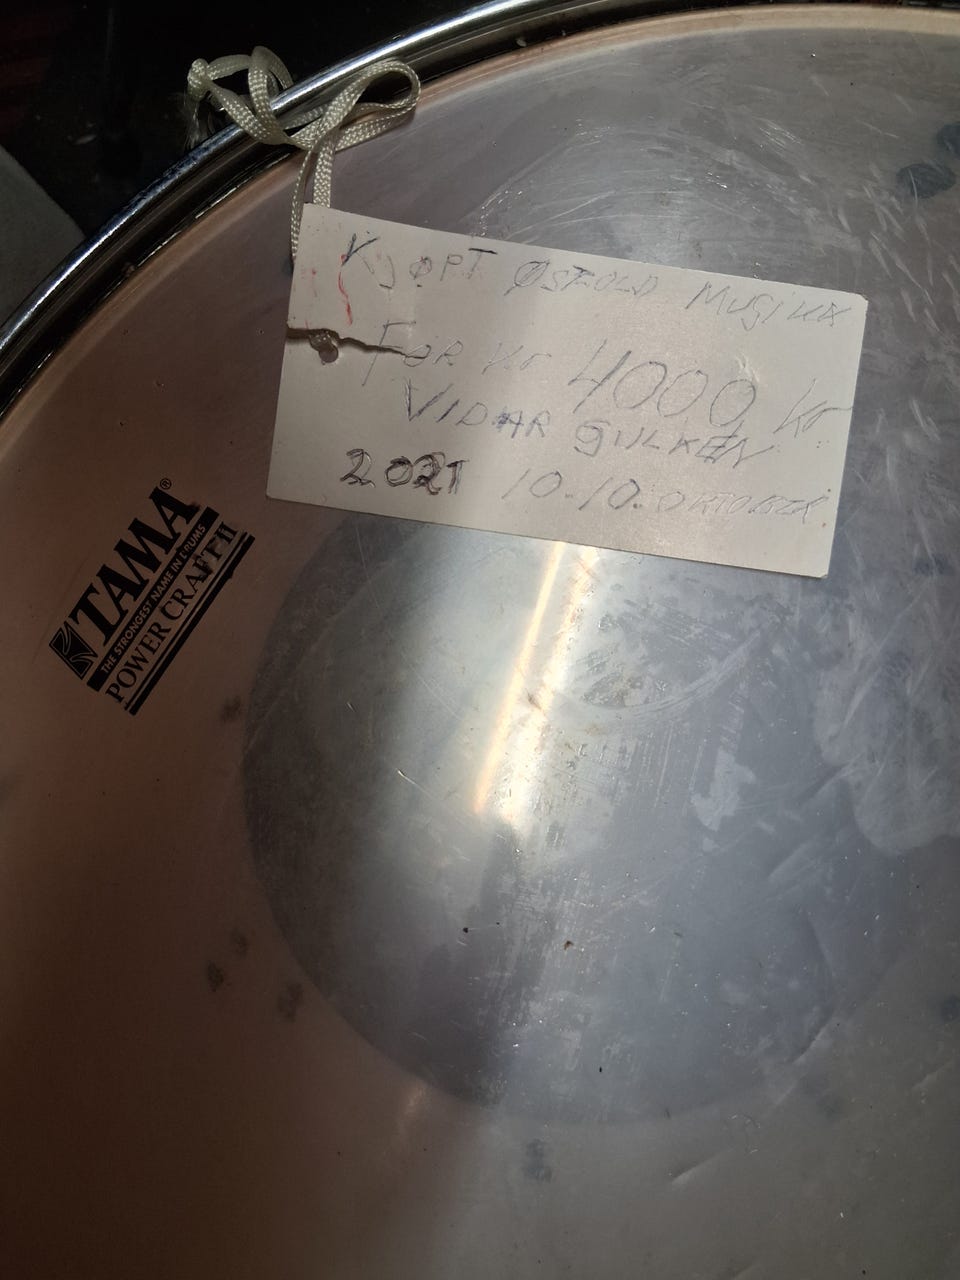 KJØPT ØSTFOLD MUSIKK
FOR Kr 4000 Kr
VIDAR GULKEN
2021 10.10. OKTOBER
TAMA®
THE STRONGEST NAME IN DRUMS
POWER CRAFT II